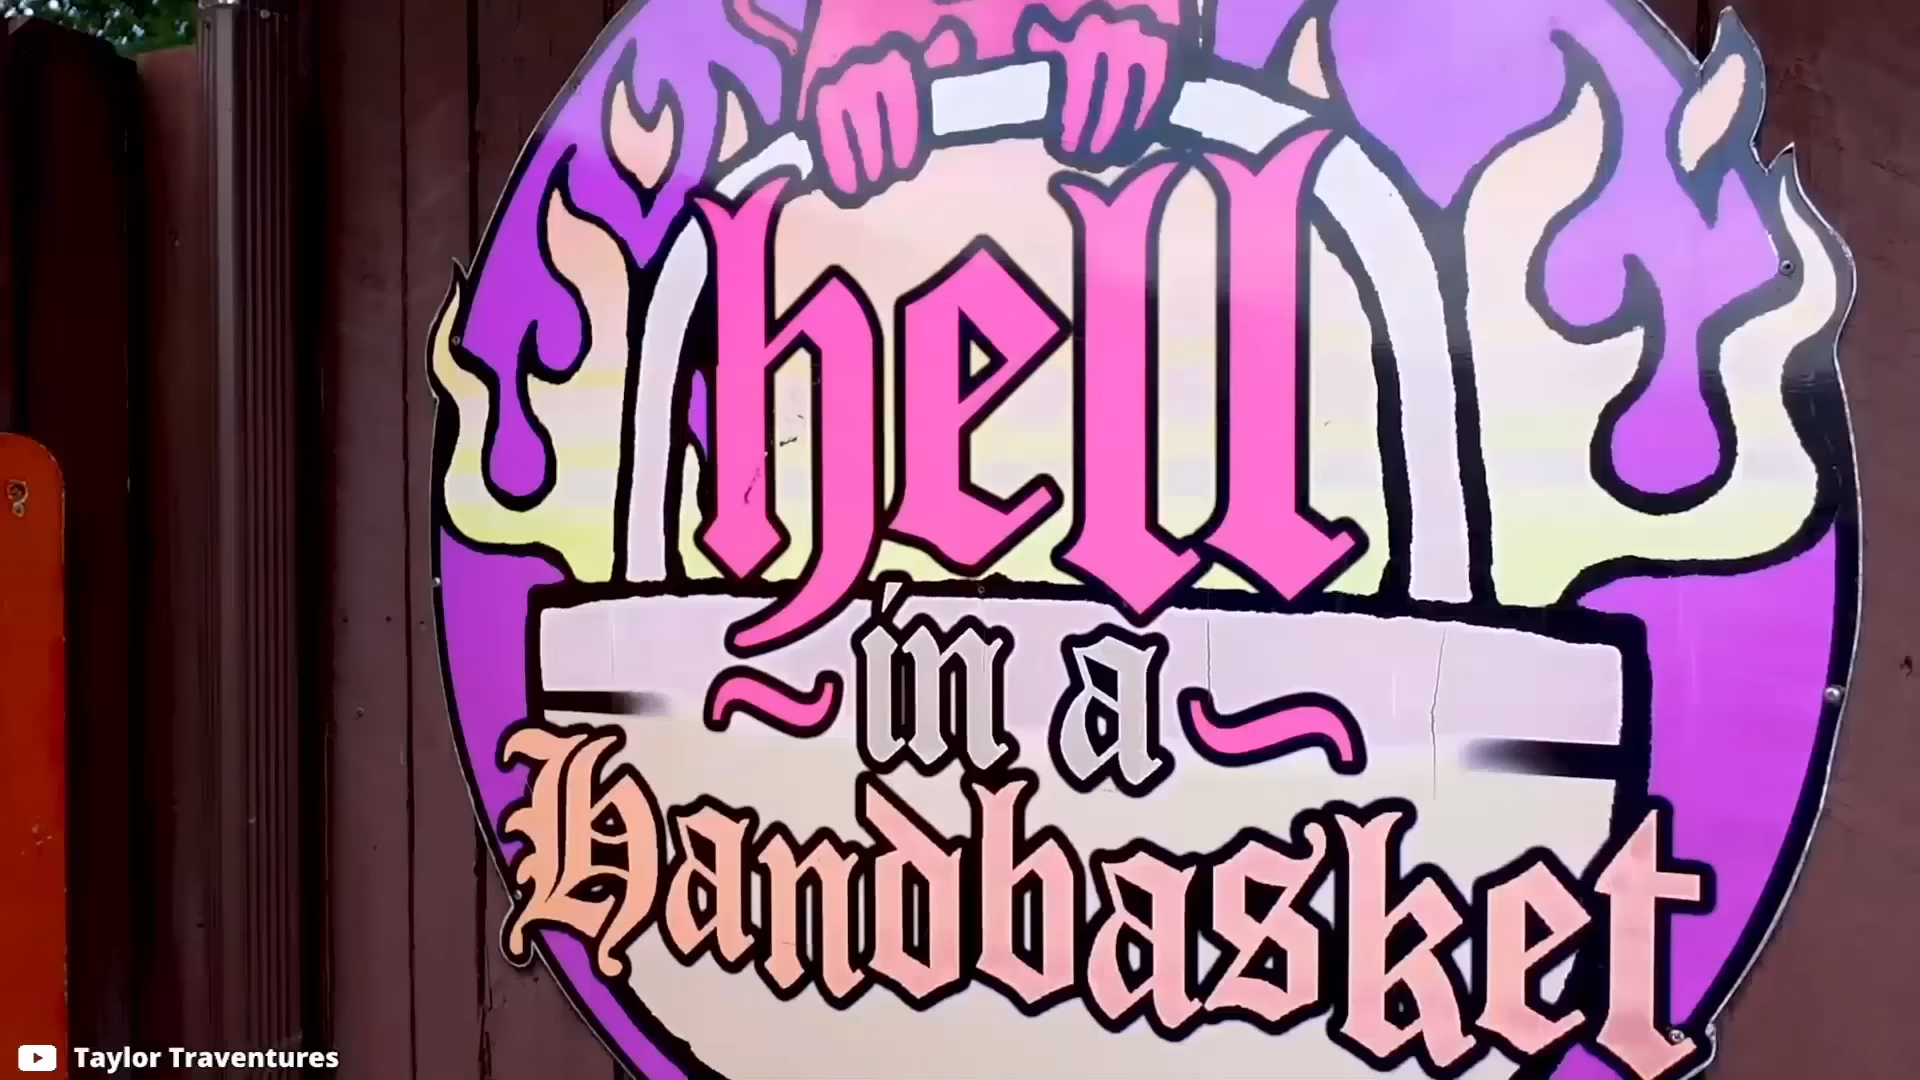 hell
~ in a ~
Handbasket
Taylor Traventures